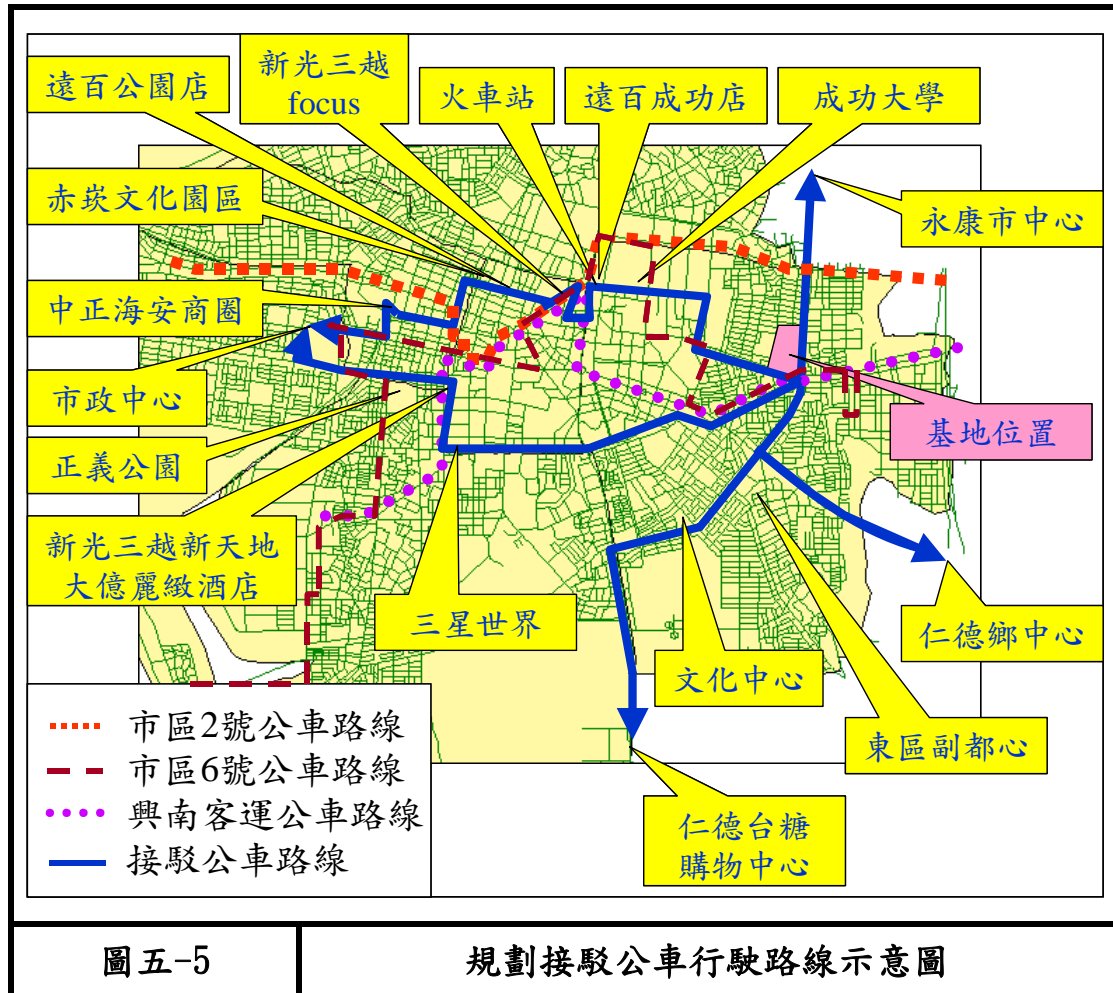 遠百公園店
新光三越
focus
火車站
遠百成功店
成功大學
赤崁文化園區
永康市中心
中正海安商圈
市政中心
基地位置
正義公園
新光三越新天地
大億麗緻酒店
三星世界
仁德鄉中心
文化中心
東區副都心
仁德台糖
購物中心
市區2號公車路線
市區6號公車路線
興南客運公車路線
接駁公車路線
圖五-5
規劃接駁公車行駛路線示意圖